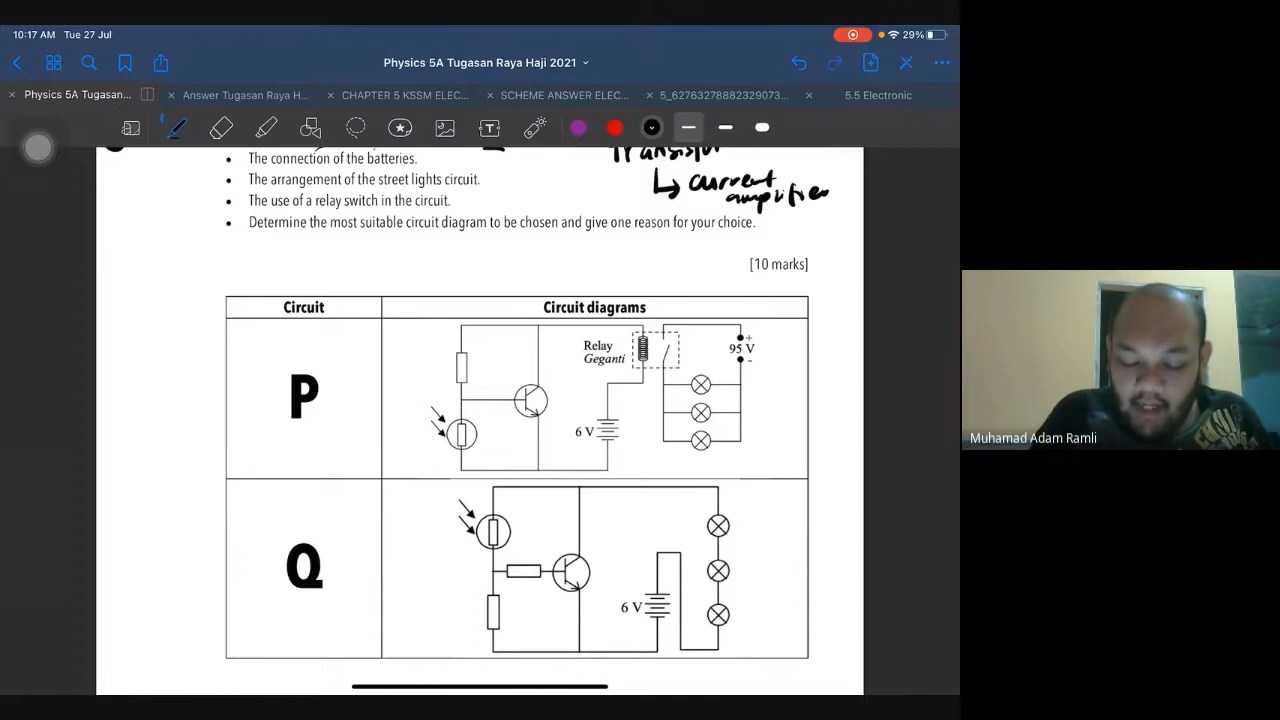 10:17 AM Tue 27 Jul
29%
Physics 5A Tugasan Raya Haji 2021
Physics 5A Tugasan...
Answer Tugasan Raya H...
CHAPTER 5 KSSM ELEC...
SCHEME ANSWER ELEC...
5_62763278882329073...
5.5 Electronic
Transistor
• The connection of the batteries.
• The arrangement of the street lights circuit.
current
amplifier
• The use of a relay switch in the circuit.
• Determine the most suitable circuit diagram to be chosen and give one reason for your choice.
[10 marks]
Circuit
Circuit diagrams
P
Relay
Geganti
+
95 V
-
6 V
Q
6 V
Muhamad Adam Ramli